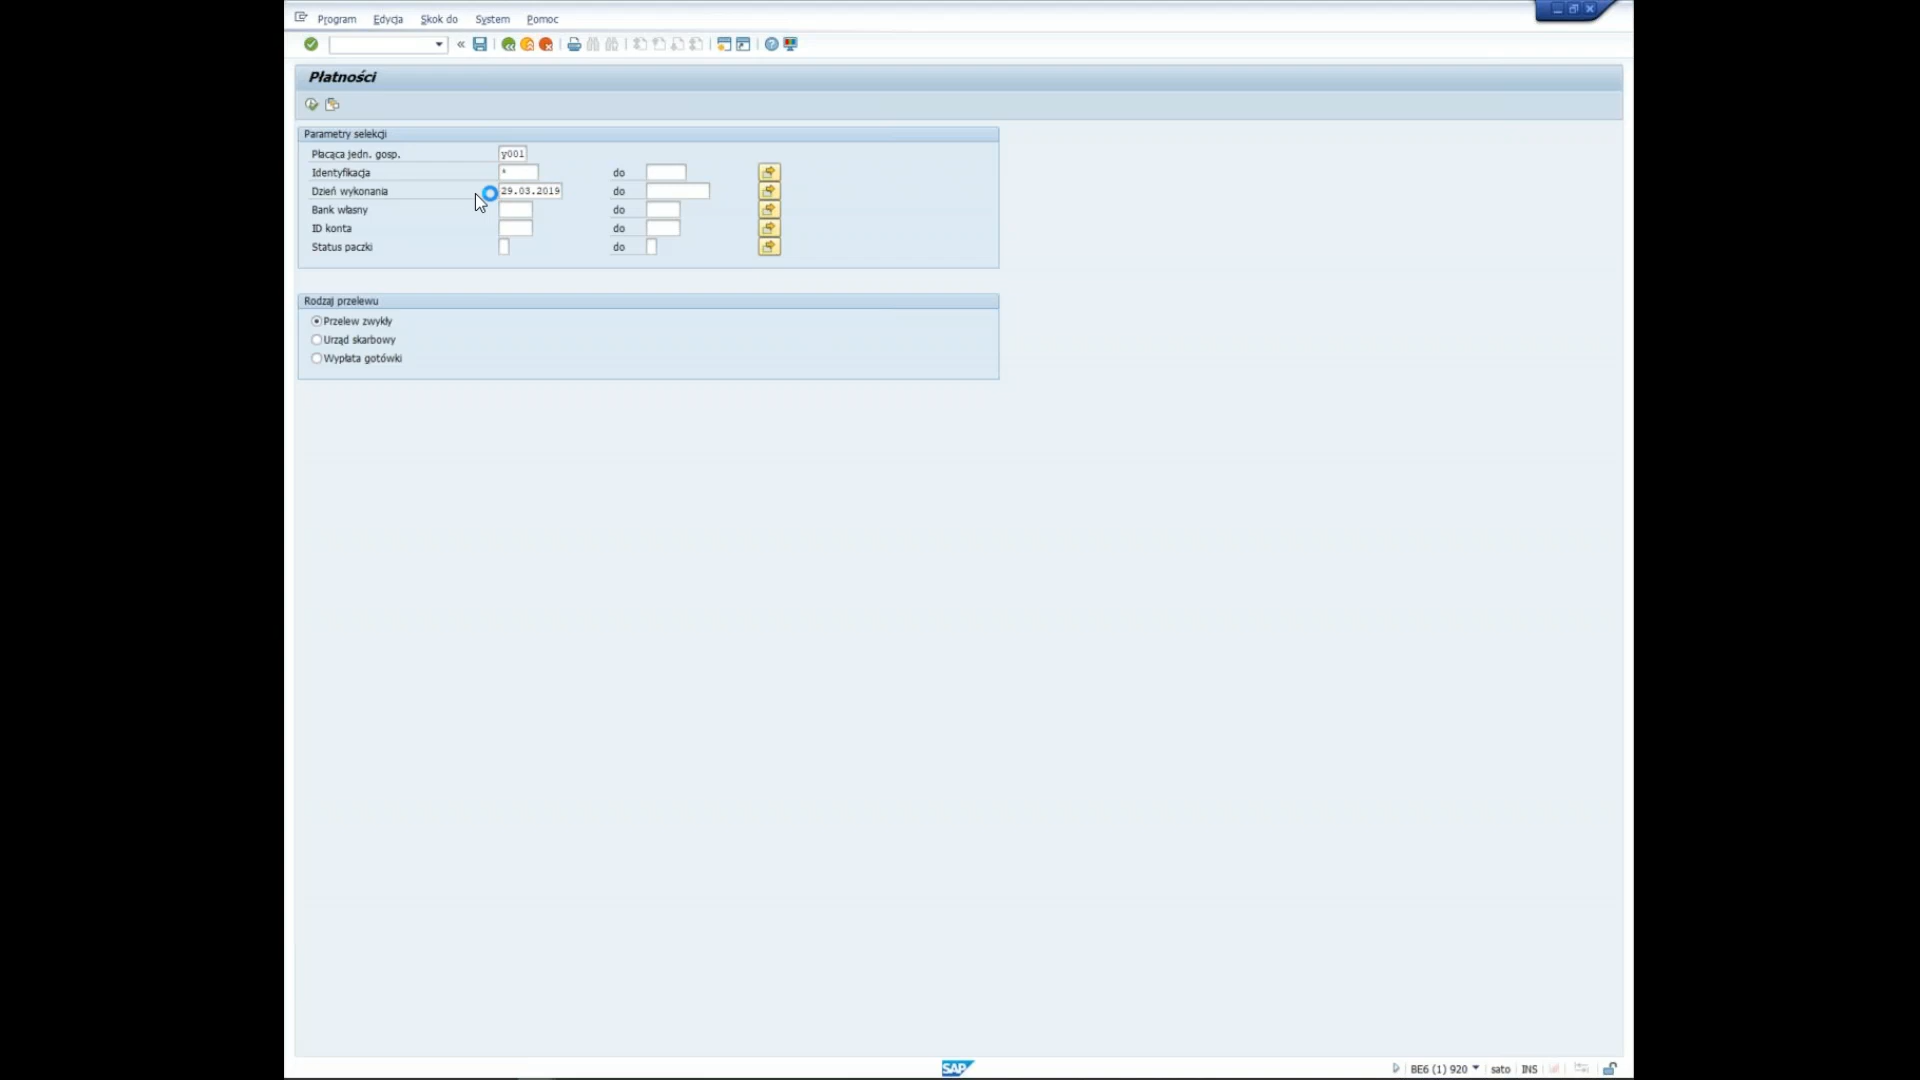 Program Edycja Skok do System Pomoc
Płatności
Parametry selekcji
Płacąca jedn. gosp. y001
Identyfikacja * do
Dzień wykonania 29.03.2019 do
Bank własny do
ID konta do
Status paczki do
Rodzaj przelewu
Przelew zwykły
Urząd skarbowy
Wypłata gotówki
SAP BE6 (1) 920 sato INS